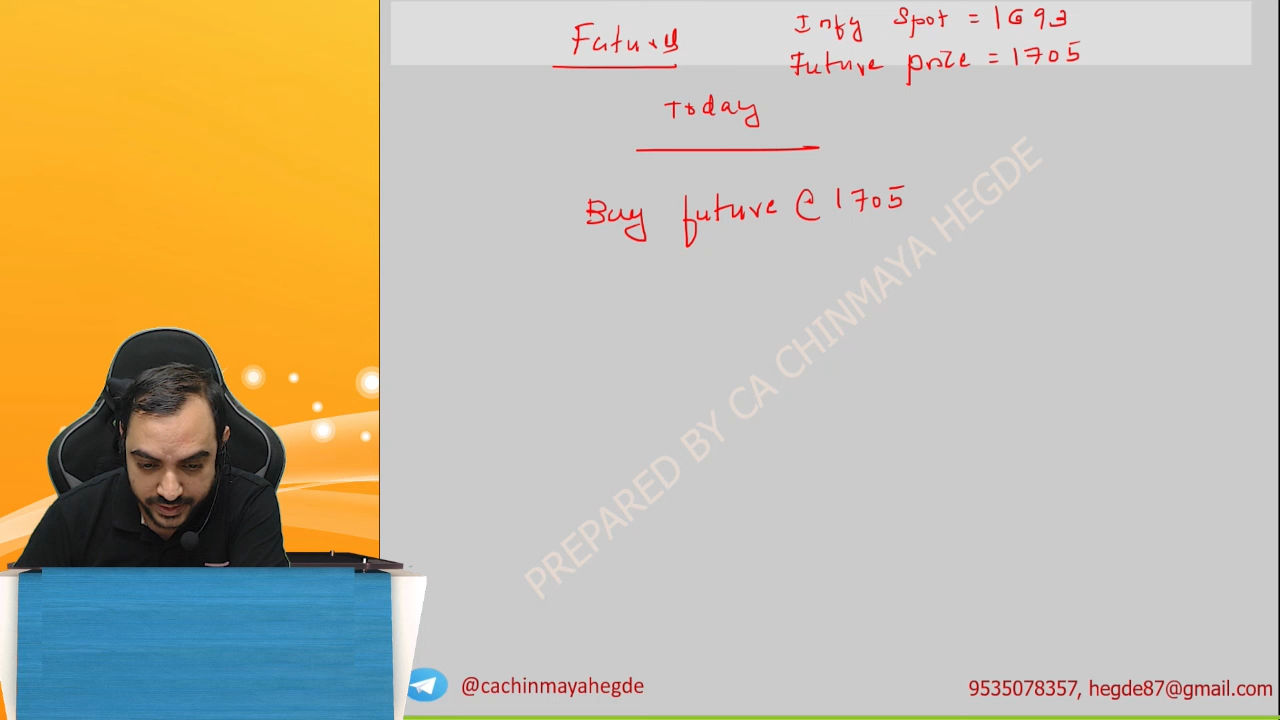 Futures
Infy Spot = 1693
Future price = 1705
Today
Buy future @ 1705
PREPARED BY CA CHINMAYA HEGDE
@cachinmayahegde
9535078357, hegde87@gmail.com